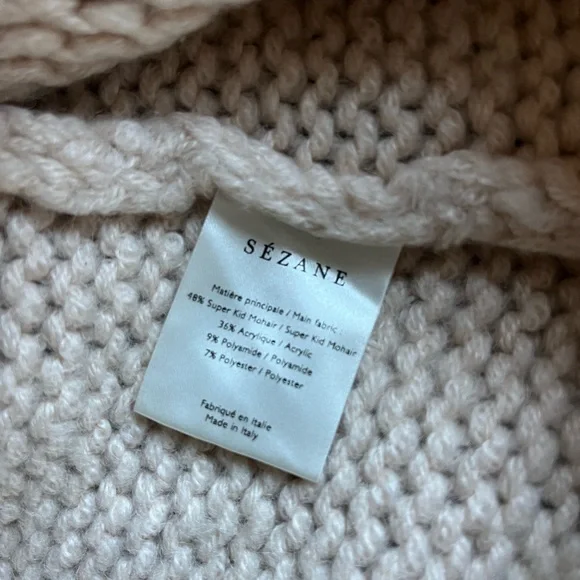 SÉZANE
Matière principale / Main fabric
48% Super Kid Mohair / Super Kid Mohair
36% Acrylique / Acrylic
9% Polyamide / Polyamide
7% Polyester / Polyester
Fabriqué en Italie
Made in Italy